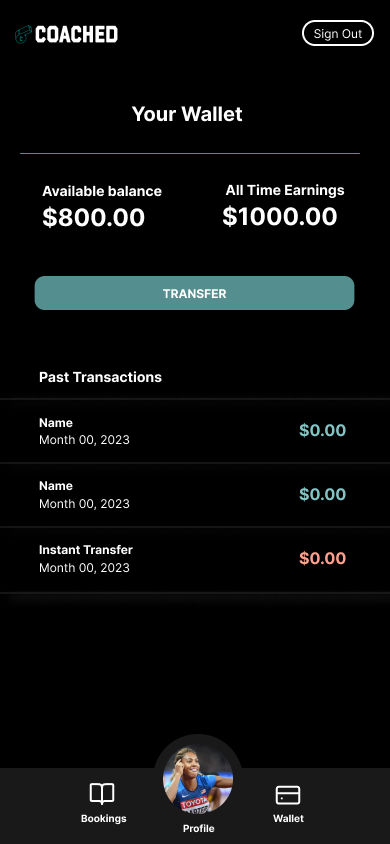 COACHED
Sign Out
Your Wallet
Available balance
All Time Earnings
$800.00
$1000.00
TRANSFER
Past Transactions
Name
Month 00, 2023
$0.00
Name
Month 00, 2023
$0.00
Instant Transfer
Month 00, 2023
$0.00
TOYOTA
Bookings
Profile
Wallet